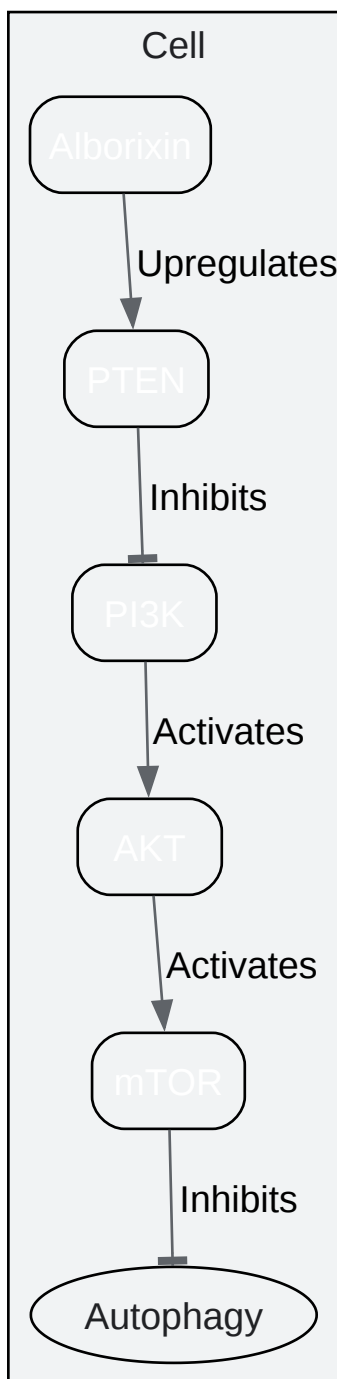 Cell
Alborixin
Upregulates
PTEN
Inhibits
PI3K
Activates
AKT
Activates
mTOR
Inhibits
Autophagy